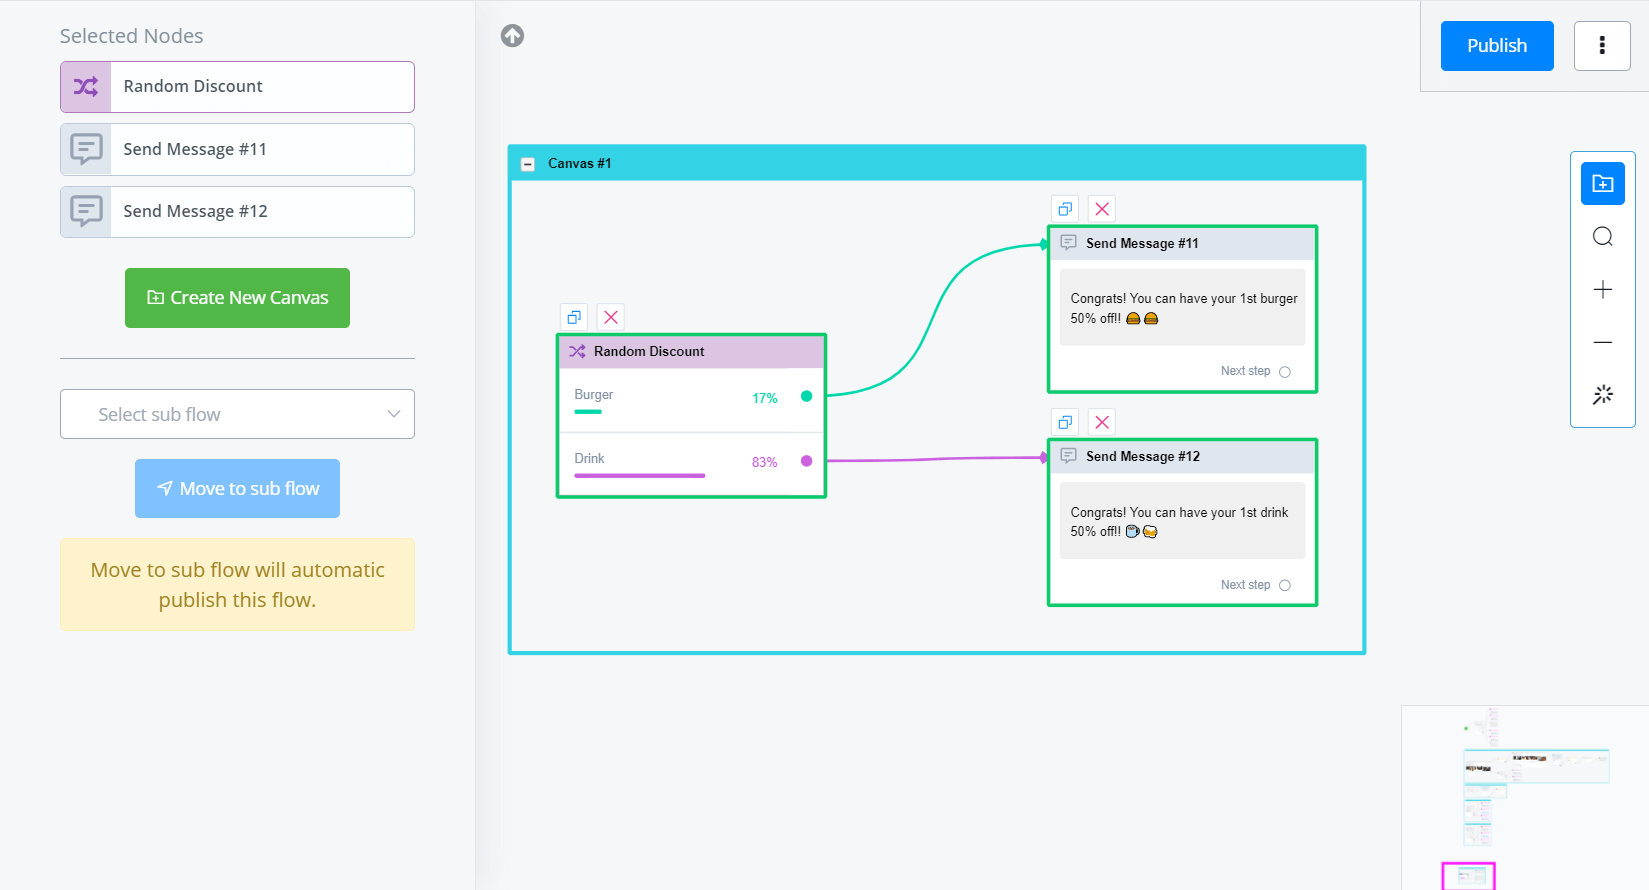 Selected Nodes
Random Discount
Send Message #11
Send Message #12
Create New Canvas
Select sub flow
Move to sub flow
Move to sub flow will automatic
publish this flow.
Publish
Canvas #1
Random Discount
Burger
17%
Drink
83%
Send Message #11
Congrats! You can have your 1st burger
50% off!! 🍔🍔
Next step
Send Message #12
Congrats! You can have your 1st drink
50% off!! ☕🍻
Next step